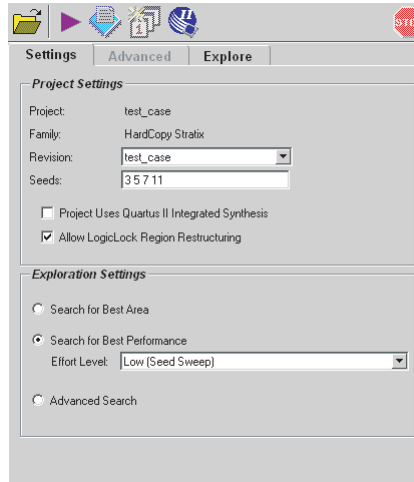 STO
Settings Advanced Explore
Project Settings
Project: test_case
Family: HardCopy Stratix
Revision: test_case
Seeds: 3 5 7 11
Project Uses Quartus II Integrated Synthesis
Allow LogicLock Region Restructuring
Exploration Settings
Search for Best Area
Search for Best Performance
Effort Level: Low (Seed Sweep)
Advanced Search